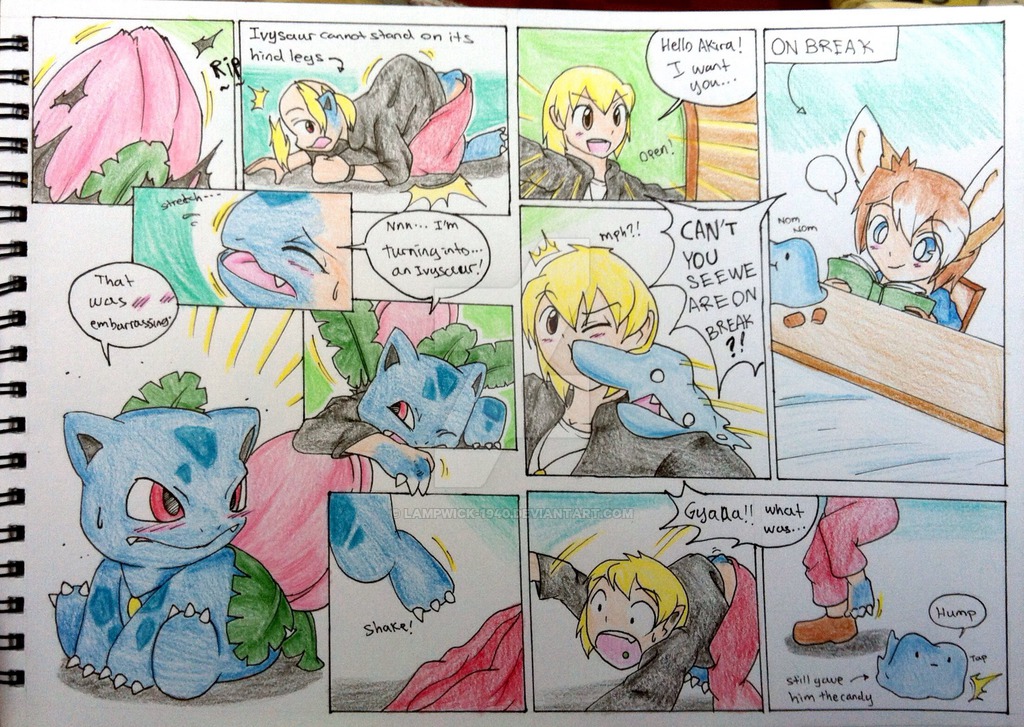 ON BREAK
NOM
NOM
Hello Akira!
I want
you...
Open!
mph?!
CAN'T
YOU
SEE WE
ARE ON
BREAK
?!
Gyaaa!! what
was...
Hump
Tap
still gave
him the candy
Ivysaur cannot stand on its
hind legs
Rip
stretch...
Nnn... I'm
turning into...
an Ivysaur!
Shake!
That
was
embarrassing.
© LAMPWICK-1940.DEVIANTART.COM